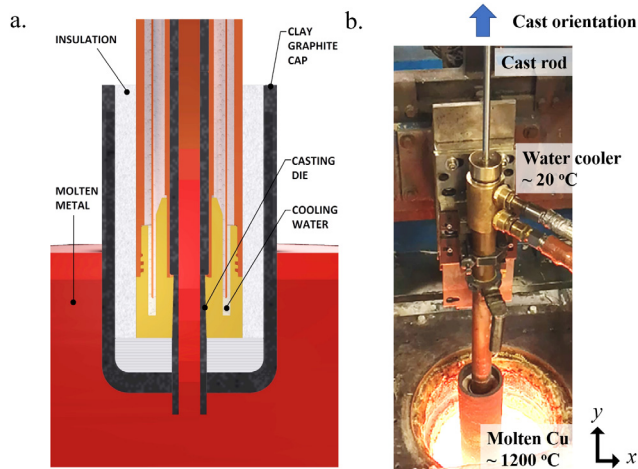 a.
INSULATION
CLAY
GRAPHITE
CAP
MOLTEN
METAL
CASTING
DIE
COOLING
WATER
b.
Cast orientation
Cast rod
Water cooler
~ 20 °C
Molten Cu
~ 1200 °C
y
x